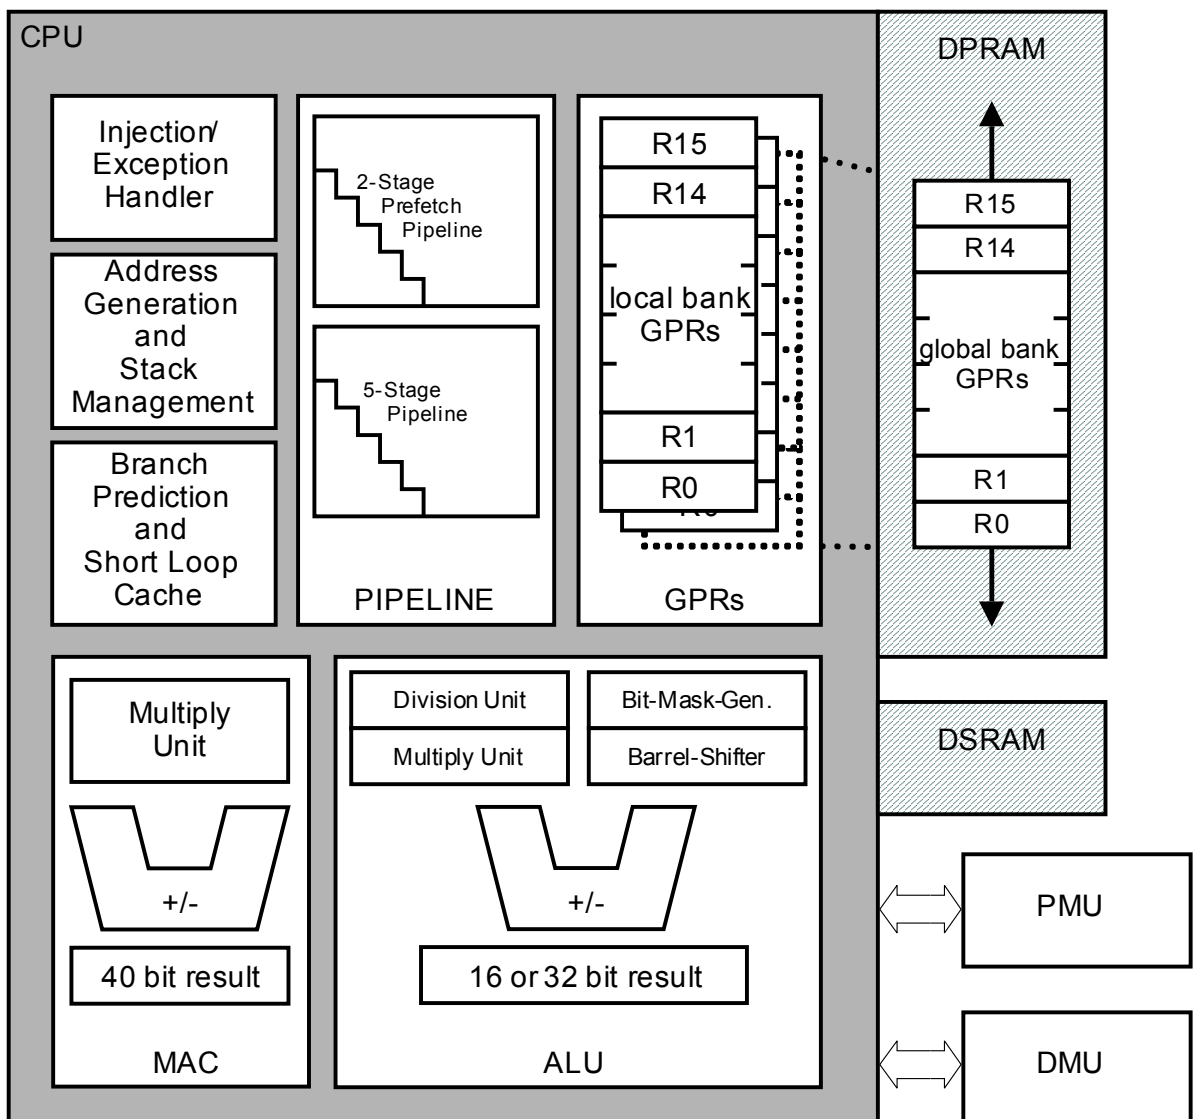 CPU
Injection/
Exception
Handler
Address
Generation
and
Stack
Management
Branch
Prediction
and
Short Loop
Cache
2-Stage
Prefetch
Pipeline
5-Stage
Pipeline
PIPELINE
R15
R14
local bank
GPRs
R1
R0
GPRs
DPRAM
R15
R14
global bank
GPRs
R1
R0
DSRAM
Multiply
Unit
+/-
40 bit result
MAC
Division Unit
Multiply Unit
Bit-Mask-Gen.
Barrel-Shifter
+/-
16 or 32 bit result
ALU
PMU
DMU